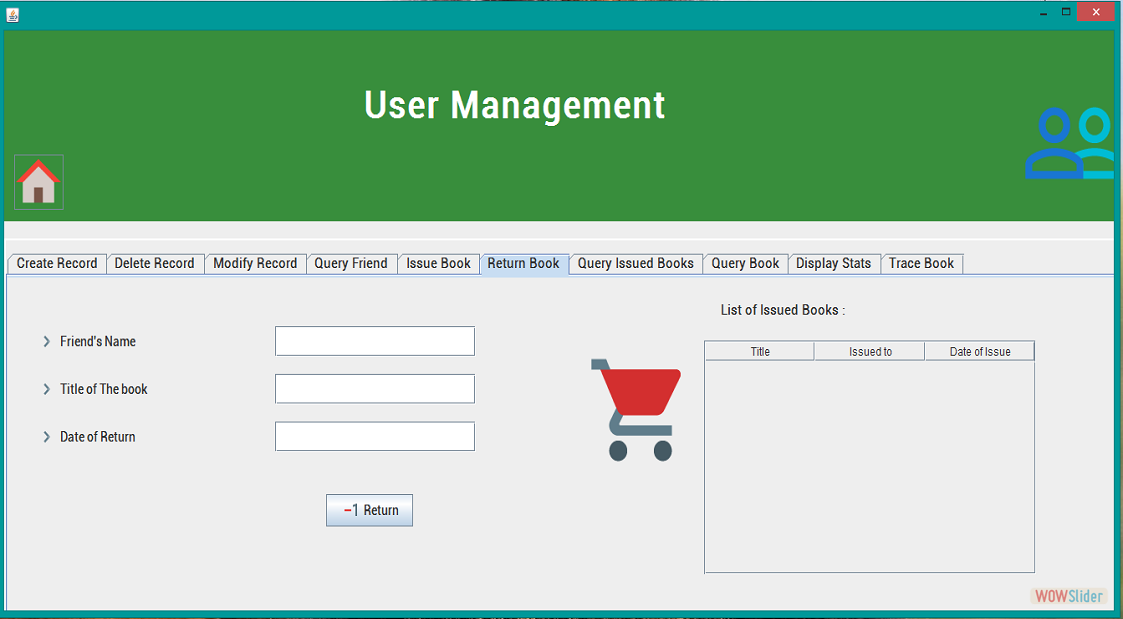 User Management
Create Record Delete Record Modify Record Query Friend Issue Book Return Book Query Issued Books Query Book Display Stats Trace Book
List of Issued Books :
Friend's Name
Title of The book
Date of Return
Title Issued to Date of Issue
−1 Return
WOWSlider